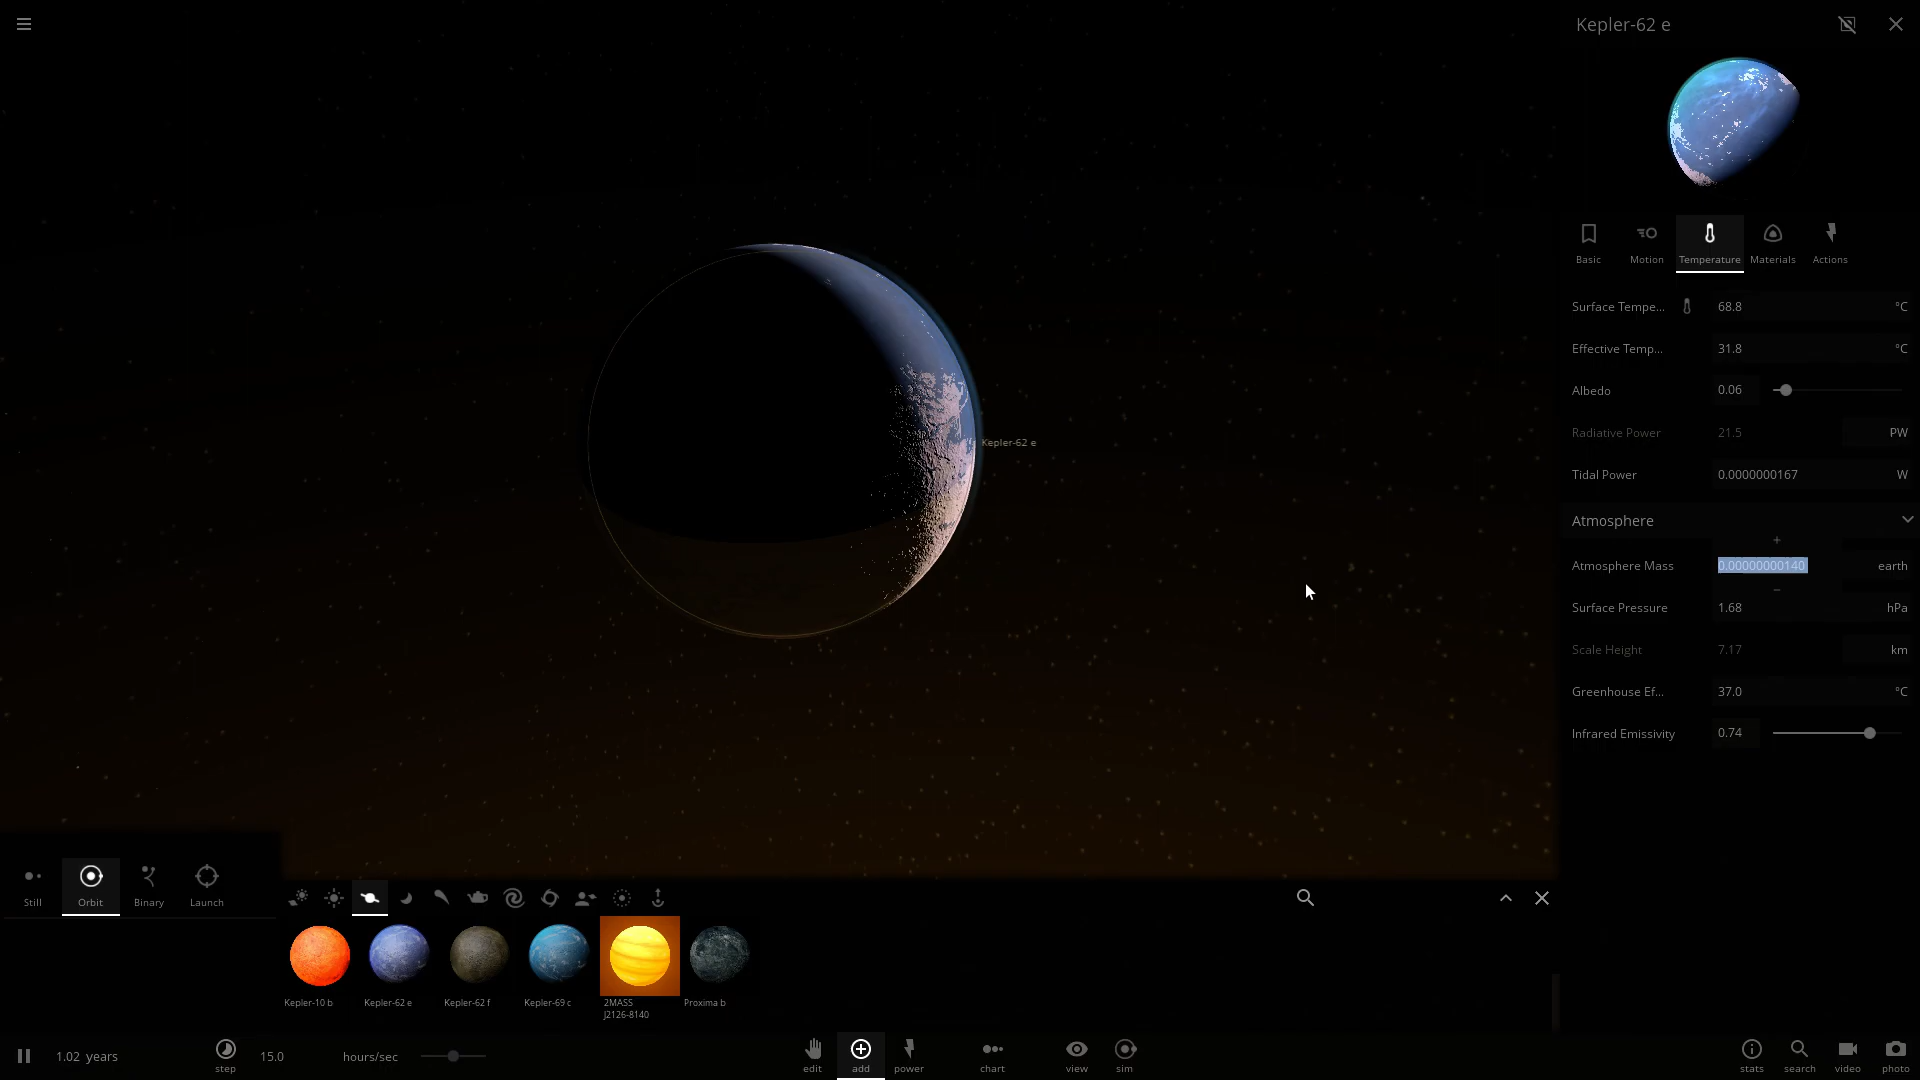 Kepler-62 e
Basic
Motion
Temperature
Materials
Actions
Surface Tempe... 68.8 °C
Effective Temp... 31.8 °C
Albedo 0.06
Radiative Power 21.5 PW
Tidal Power 0.0000000167 W
Atmosphere
+
Atmosphere Mass 0.00000000140 earth
−
Surface Pressure 1.68 hPa
Scale Height 7.17 km
Greenhouse Ef... 37.0 °C
Infrared Emissivity 0.74
Kepler-62 e
Still
Orbit
Binary
Launch
Kepler-10 b
Kepler-62 e
Kepler-62 f
Kepler-69 c
2MASS
J2126-8140
Proxima b
1.02 years
step
15.0 hours/sec
edit
add
power
chart
view
sim
stats
search
video
photo